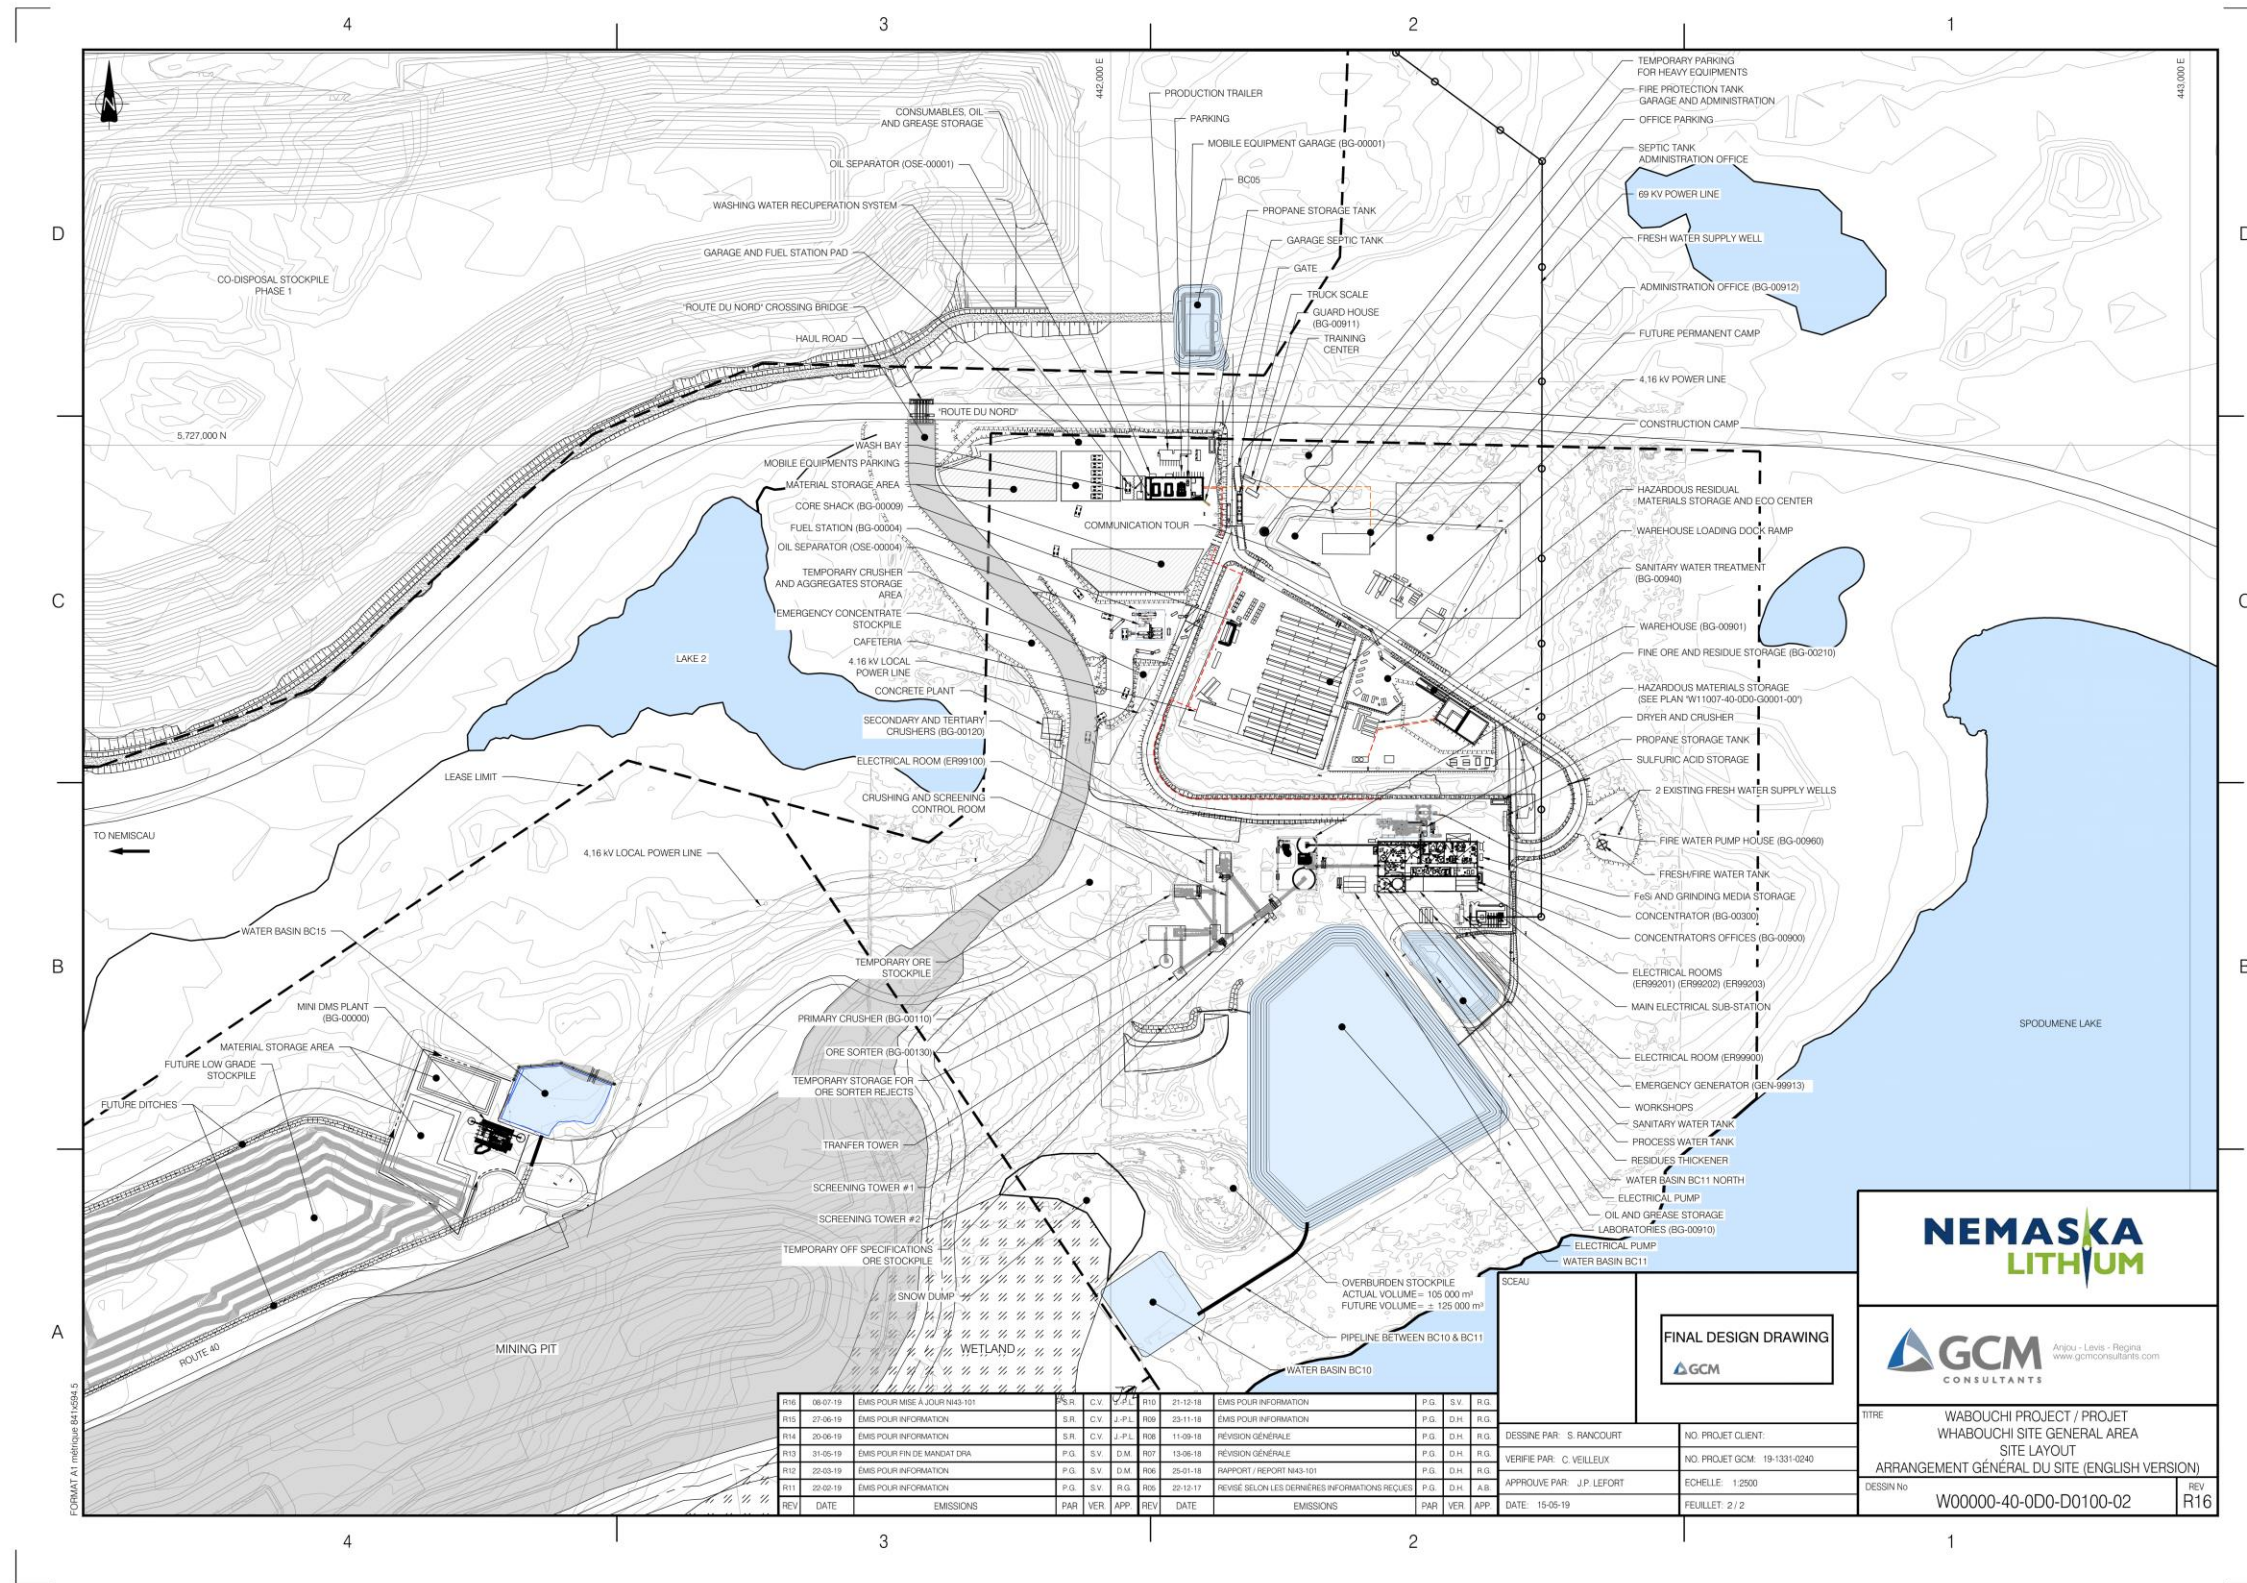 4
3
2
1
D
C
B
A
N
442,000 E
443,000 E
5,727,000 N
CO-DISPOSAL STOCKPILE
PHASE 1
CONSUMABLES, OIL
AND GREASE STORAGE
OIL SEPARATOR (OSE-00001)
WASHING WATER RECUPERATION SYSTEM
GARAGE AND FUEL STATION PAD
"ROUTE DU NORD" CROSSING BRIDGE
HAUL ROAD
PRODUCTION TRAILER
PARKING
MOBILE EQUIPMENT GARAGE (BG-00001)
BC05
PROPANE STORAGE TANK
GARAGE SEPTIC TANK
GATE
TRUCK SCALE
GUARD HOUSE
(BG-00911)
TRAINING
CENTER
TEMPORARY PARKING
FOR HEAVY EQUIPMENTS
FIRE PROTECTION TANK
GARAGE AND ADMINISTRATION
OFFICE PARKING
SEPTIC TANK
ADMINISTRATION OFFICE
69 KV POWER LINE
FRESH WATER SUPPLY WELL
ADMINISTRATION OFFICE (BG-00912)
FUTURE PERMANENT CAMP
4,16 kV POWER LINE
CONSTRUCTION CAMP
HAZARDOUS RESIDUAL
MATERIALS STORAGE AND ECO CENTER
WAREHOUSE LOADING DOCK RAMP
SANITARY WATER TREATMENT
(BG-00940)
WAREHOUSE (BG-00901)
FINE ORE AND RESIDUE STORAGE (BG-00210)
HAZARDOUS MATERIALS STORAGE
(SEE PLAN "W11007-40-0D0-G0001-00")
DRYER AND CRUSHER
PROPANE STORAGE TANK
SULFURIC ACID STORAGE
2 EXISTING FRESH WATER SUPPLY WELLS
FIRE WATER PUMP HOUSE (BG-00960)
FRESH/FIRE WATER TANK
FeSi AND GRINDING MEDIA STORAGE
CONCENTRATOR (BG-00300)
CONCENTRATOR'S OFFICES (BG-00900)
ELECTRICAL ROOMS
(ER99201) (ER99202) (ER99203)
MAIN ELECTRICAL SUB-STATION
ELECTRICAL ROOM (ER99900)
EMERGENCY GENERATOR (GEN-99913)
WORKSHOPS
SANITARY WATER TANK
PROCESS WATER TANK
RESIDUES THICKENER
WATER BASIN BC11 NORTH
ELECTRICAL PUMP
OIL AND GREASE STORAGE
LABORATORIES (BG-00910)
ELECTRICAL PUMP
WATER BASIN BC11
"ROUTE DU NORD"
WASH BAY
MOBILE EQUIPMENTS PARKING
MATERIAL STORAGE AREA
CORE SHACK (BG-00009)
FUEL STATION (BG-00004)
OIL SEPARATOR (OSE-00004)
TEMPORARY CRUSHER
AND AGGREGATES STORAGE
AREA
EMERGENCY CONCENTRATE
STOCKPILE
CAFETERIA
4.16 kV LOCAL
POWER LINE
CONCRETE PLANT
SECONDARY AND TERTIARY
CRUSHERS (BG-00120)
ELECTRICAL ROOM (ER99100)
CRUSHING AND SCREENING
CONTROL ROOM
COMMUNICATION TOUR
LAKE 2
LEASE LIMIT
TO NEMISCAU
4,16 kV LOCAL POWER LINE
WATER BASIN BC15
MINI DMS PLANT
(BG-00000)
MATERIAL STORAGE AREA
FUTURE LOW GRADE
STOCKPILE
FUTURE DITCHES
TEMPORARY ORE
STOCKPILE
PRIMARY CRUSHER (BG-00110)
ORE SORTER (BG-00130)
TEMPORARY STORAGE FOR
ORE SORTER REJECTS
TRANFER TOWER
SCREENING TOWER #1
SCREENING TOWER #2
TEMPORARY OFF SPECIFICATIONS
ORE STOCKPILE
SNOW DUMP
WETLAND
MINING PIT
ROUTE 40
SPODUMENE LAKE
OVERBURDEN STOCKPILE
ACTUAL VOLUME= 105 000 m³
FUTURE VOLUME= ± 125 000 m³
PIPELINE BETWEEN BC10 & BC11
WATER BASIN BC10
FORMAT A1 métrique 841x594.5
R16 08-07-19 ÉMIS POUR MISE À JOUR NI43-101 S.R. C.V. J.-P.L. R10 21-12-18 ÉMIS POUR INFORMATION P.G. S.V. R.G.
R15 27-06-19 ÉMIS POUR INFORMATION S.R. C.V. J.-P.L. R09 23-11-18 ÉMIS POUR INFORMATION P.G. D.H. R.G.
R14 20-06-19 ÉMIS POUR INFORMATION S.R. C.V. J.-P.L. R08 11-09-18 RÉVISION GÉNÉRALE P.G. D.H. R.G.
R13 31-05-19 ÉMIS POUR FIN DE MANDAT DRA P.G. S.V. D.M. R07 13-06-18 RÉVISION GÉNÉRALE P.G. D.H. R.G.
R12 22-03-19 ÉMIS POUR INFORMATION P.G. S.V. D.M. R06 25-01-18 RAPPORT / REPORT NI43-101 P.G. D.H. R.G.
R11 22-02-19 ÉMIS POUR INFORMATION P.G. S.V. R.G. R05 22-12-17 REVISÉ SELON LES DERNIÈRES INFORMATIONS REÇUES P.G. D.H. A.B.
REV DATE EMISSIONS PAR VER. APP. REV DATE EMISSIONS PAR VER. APP.
SCEAU
FINAL DESIGN DRAWING
GCM
DESSINE PAR: S. RANCOURT
VERIFIE PAR: C. VEILLEUX
APPROUVE PAR: J.P. LEFORT
DATE: 15-05-19
NO. PROJET CLIENT:
NO. PROJET GCM: 19-1331-0240
ECHELLE: 1:2500
FEUILLET: 2 / 2
NEMASKA
LITHIUM
GCM
CONSULTANTS
Anjou - Levis - Regina
www.gcmconsultants.com
TITRE
WABOUCHI PROJECT / PROJET
WHABOUCHI SITE GENERAL AREA
SITE LAYOUT
ARRANGEMENT GÉNÉRAL DU SITE (ENGLISH VERSION)
DESSIN No
W00000-40-0D0-D0100-02
REV
R16
4
3
2
1
D
C
B